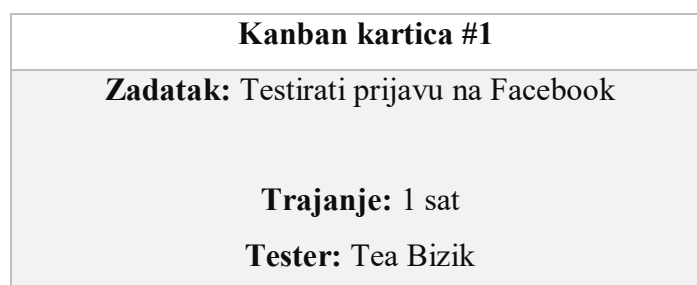 Kanban kartica #1
Zadatak: Testirati prijavu na Facebook
Trajanje: 1 sat
Tester: Tea Bizik